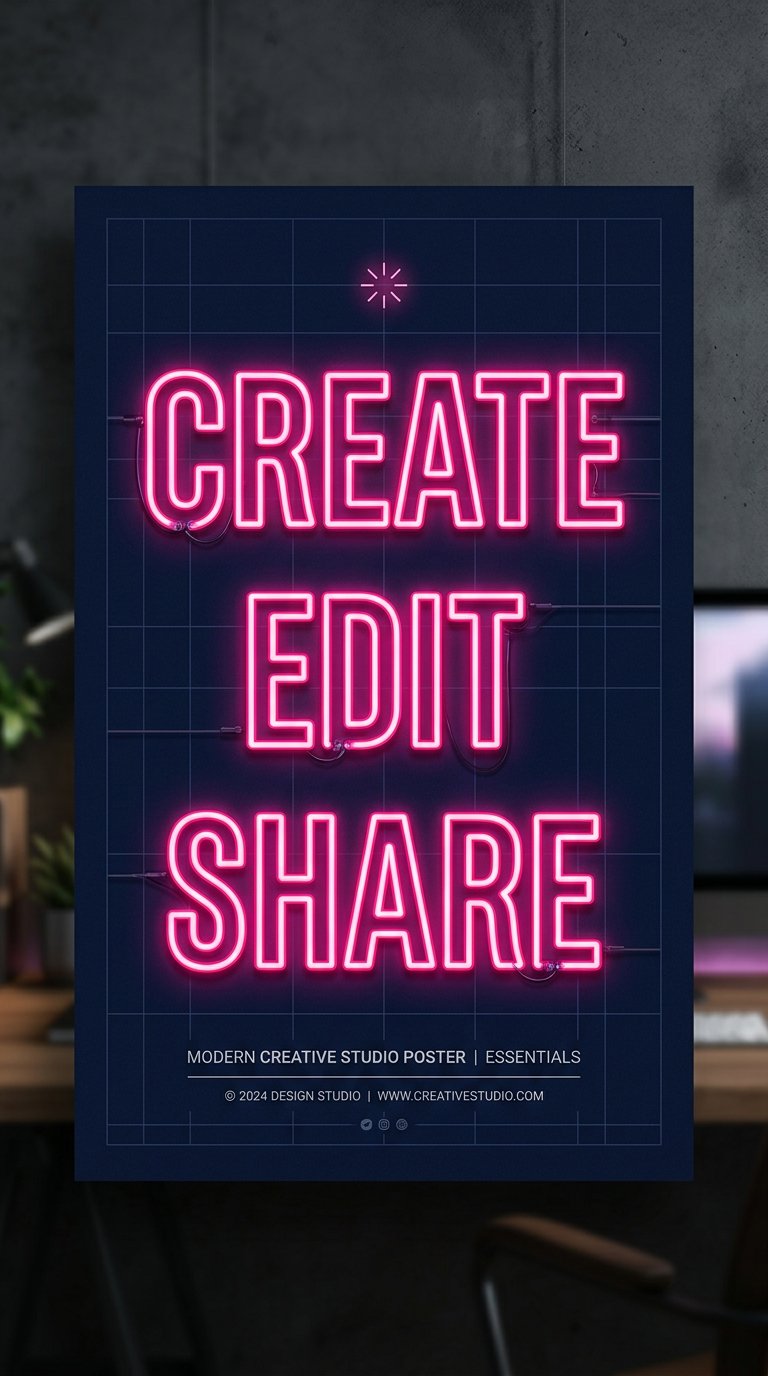 CREATE
EDIT
SHARE
MODERN CREATIVE STUDIO POSTER | ESSENTIALS
© 2024 DESIGN STUDIO | WWW.CREATIVESTUDIO.COM